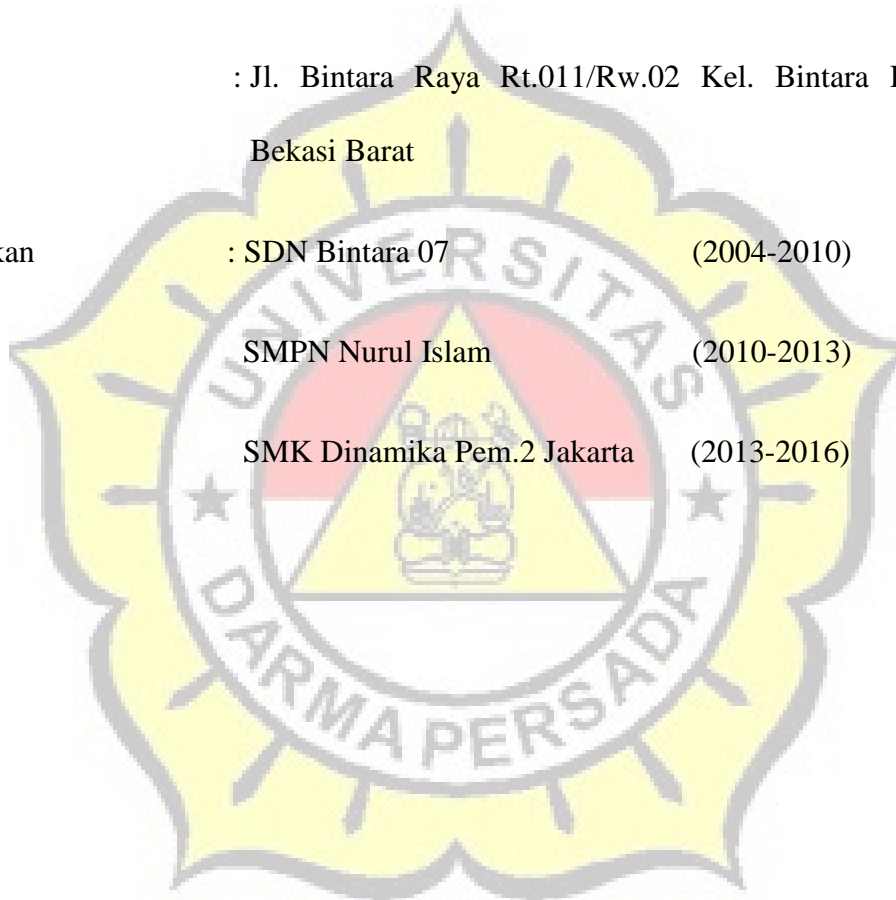 : Jl. Bintara Raya Rt.011/Rw.02 Kel. Bintara
Bekasi Barat
kan : SDN Bintara 07 (2004-2010)
SMPN Nurul Islam (2010-2013)
SMK Dinamika Pem.2 Jakarta (2013-2016)
UNIVERSITAS
DARMA PERSADA